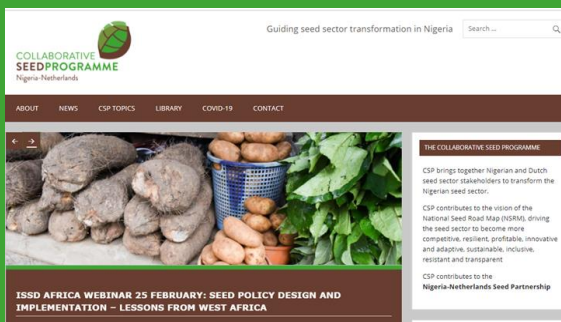 Guiding seed sector transformation in Nigeria
Search ...
COLLABORATIVE
SEEDPROGRAMME
Nigeria-Netherlands
ABOUT NEWS CSP TOPICS LIBRARY COVID-19 CONTACT
ISSD AFRICA WEBINAR 25 FEBRUARY: SEED POLICY DESIGN AND
IMPLEMENTATION – LESSONS FROM WEST AFRICA
THE COLLABORATIVE SEED PROGRAMME
CSP brings together Nigerian and Dutch
seed sector stakeholders to transform the
Nigerian seed sector.
CSP contributes to the vision of the
National Seed Road Map (NSRM), driving
the seed sector to become more
competitive, resilient, profitable, innovative
and adaptive, sustainable, inclusive,
resistant and transparent
CSP contributes to the
Nigeria-Netherlands Seed Partnership